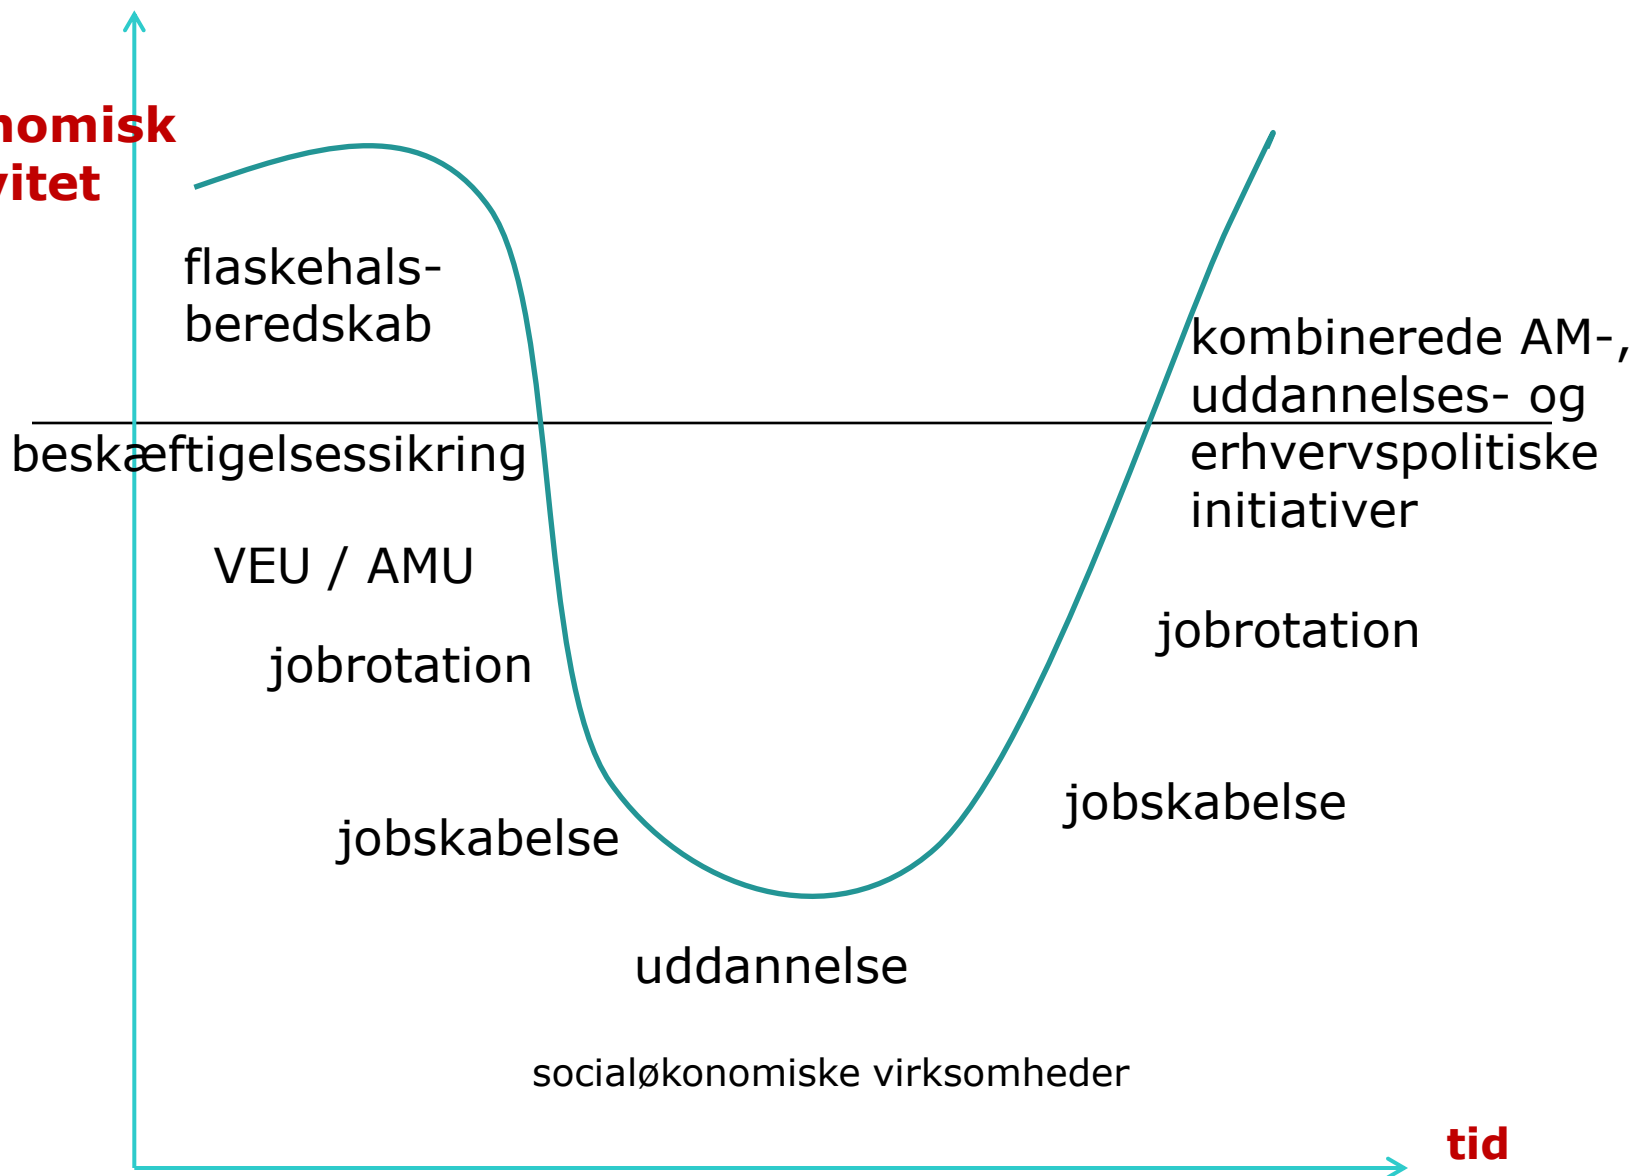 nomisk
vitet
flaskehals-
beredskab
kombinerede AM-,
uddannelses- og
erhvervspolitiske
initiativer
beskæftigelsessikring
VEU / AMU
jobrotation
jobrotation
jobskabelse
jobskabelse
uddannelse
socialøkonomiske virksomheder
tid